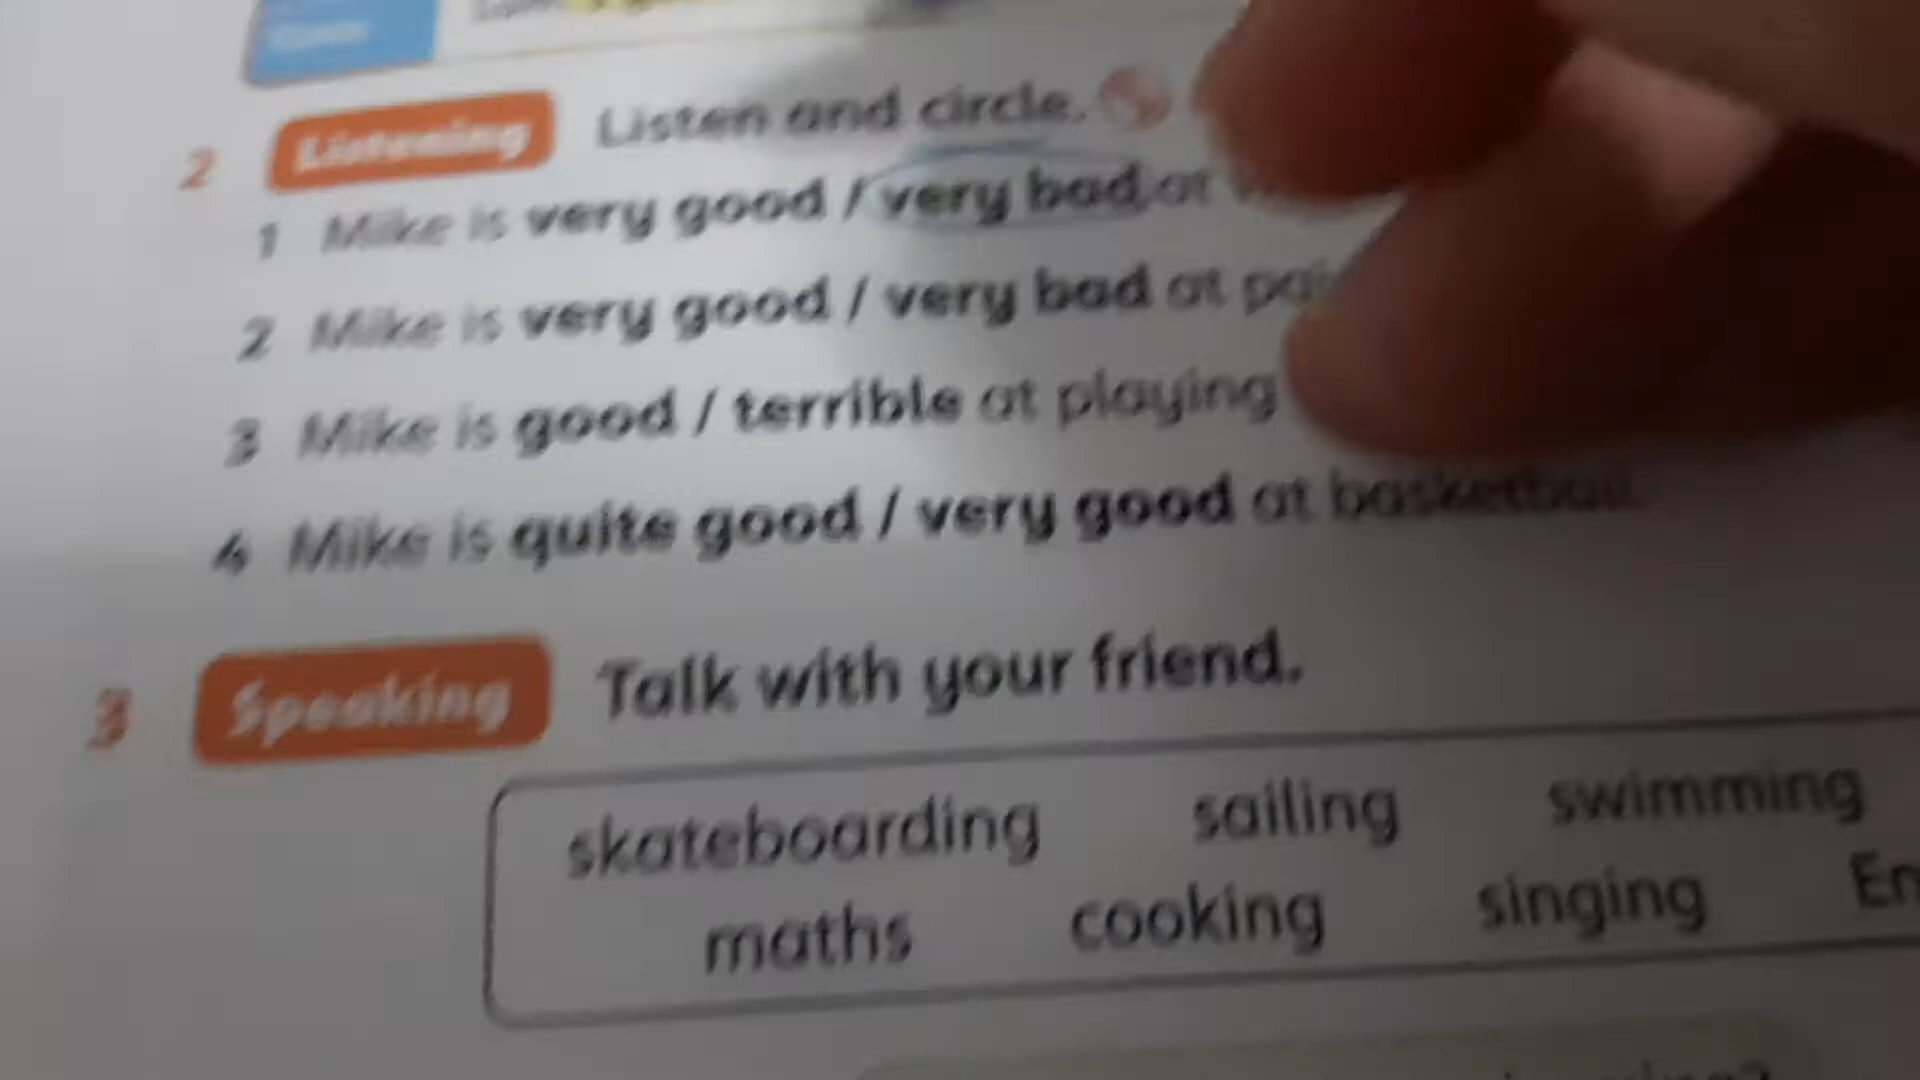 2 Listening Listen and circle.
1 Mike is very good / very bad at
2 Mike is very good / very bad at
3 Mike is good / terrible at playing
4 Mike is quite good / very good at basketball.
3 Speaking Talk with your friend.
skateboarding sailing swimming
maths cooking singing